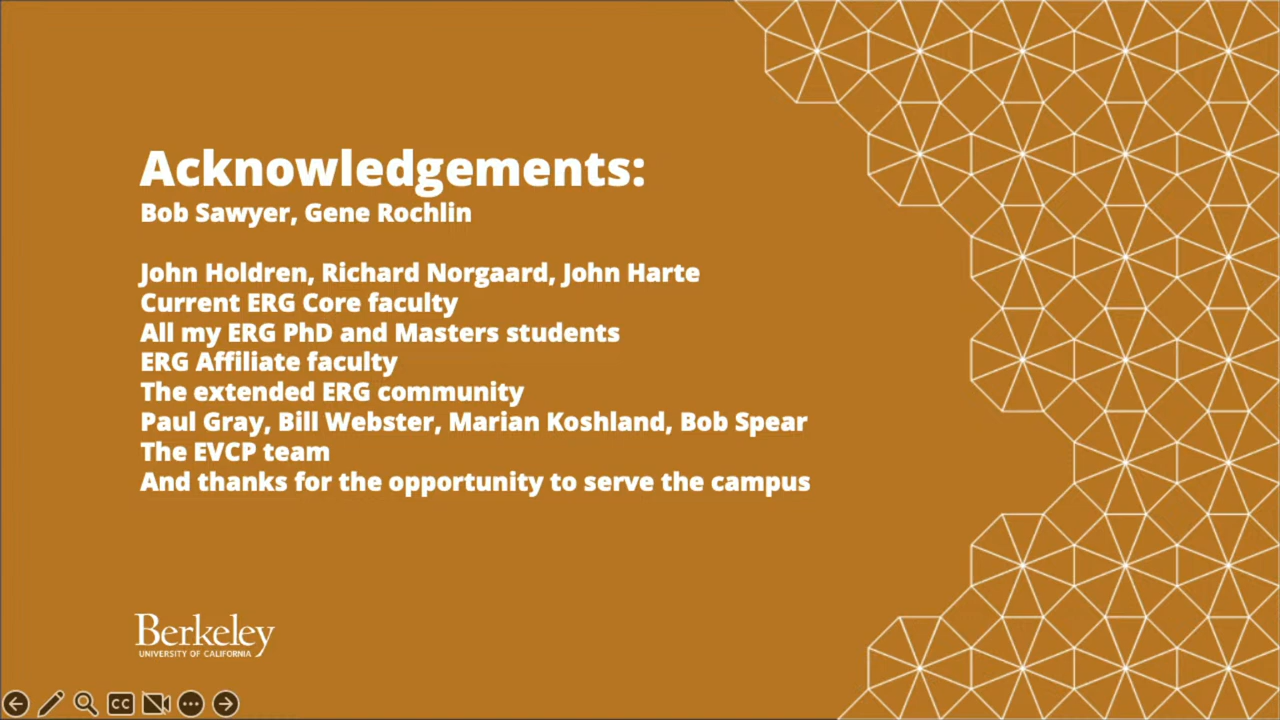 Acknowledgements:
Bob Sawyer, Gene Rochlin
John Holdren, Richard Norgaard, John Harte
Current ERG Core faculty
All my ERG PhD and Masters students
ERG Affiliate faculty
The extended ERG community
Paul Gray, Bill Webster, Marian Koshland, Bob Spear
The EVCP team
And thanks for the opportunity to serve the campus
Berkeley
UNIVERSITY OF CALIFORNIA
CC